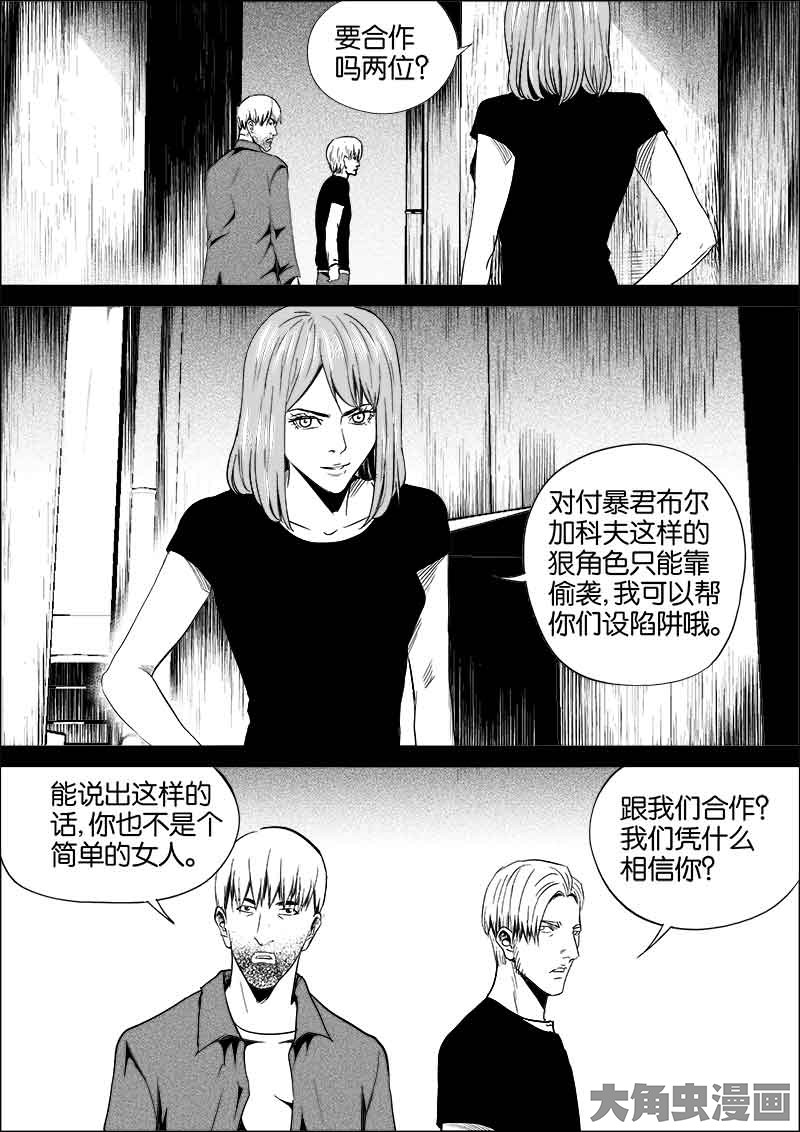 要合作
吗两位?
对付暴君布尔
加科夫这样的
狠角色只能靠
偷袭,我可以帮
你们设陷阱哦。
能说出这样的
话,你也不是个
简单的女人。
跟我们合作?
我们凭什么
相信你?
大角虫漫画